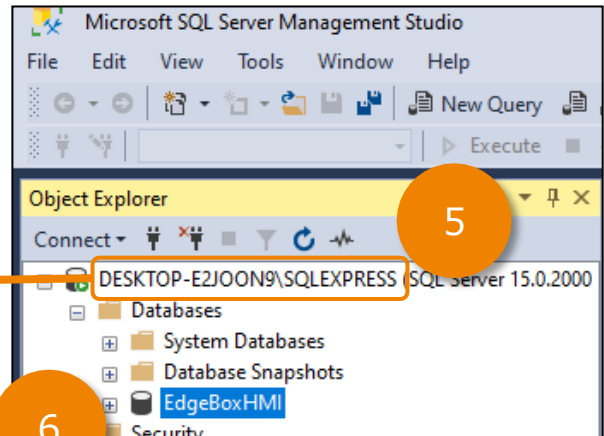 Microsoft SQL Server Management Studio
File Edit View Tools Window Help
New Query
Execute
Object Explorer
5
Connect
DESKTOP-E2JOON9\SQLEXPRESS (SQL Server 15.0.2000
Databases
System Databases
Database Snapshots
EdgeBoxHMI
6
Security